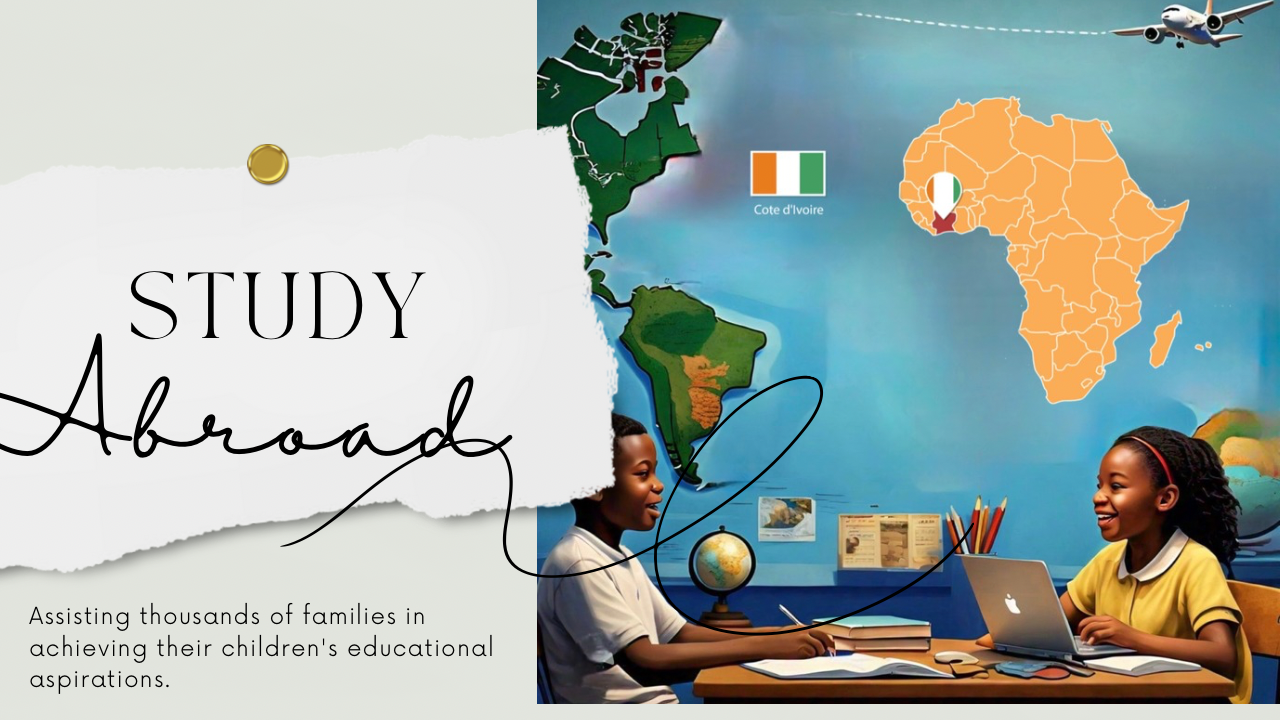 STUDY
Abroad
Assisting thousands of families in
achieving their children's educational
aspirations.
Cote d'Ivoire